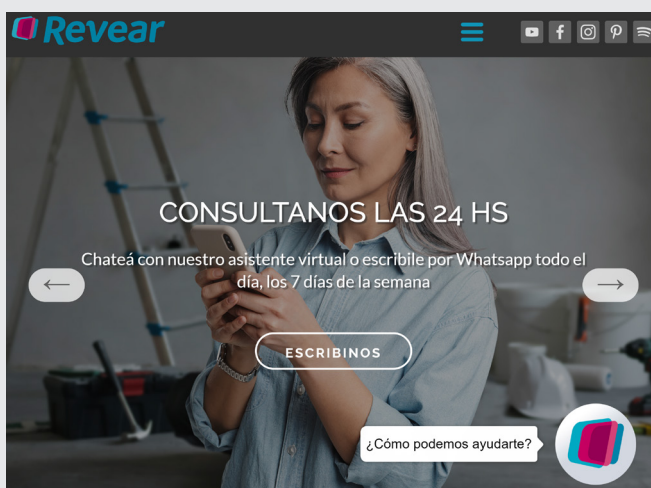 Revear
CONSULTANOS LAS 24 HS
Chateá con nuestro asistente virtual o escribile por Whatsapp todo el
día, los 7 días de la semana
ESCRIBINOS
¿Cómo podemos ayudarte?